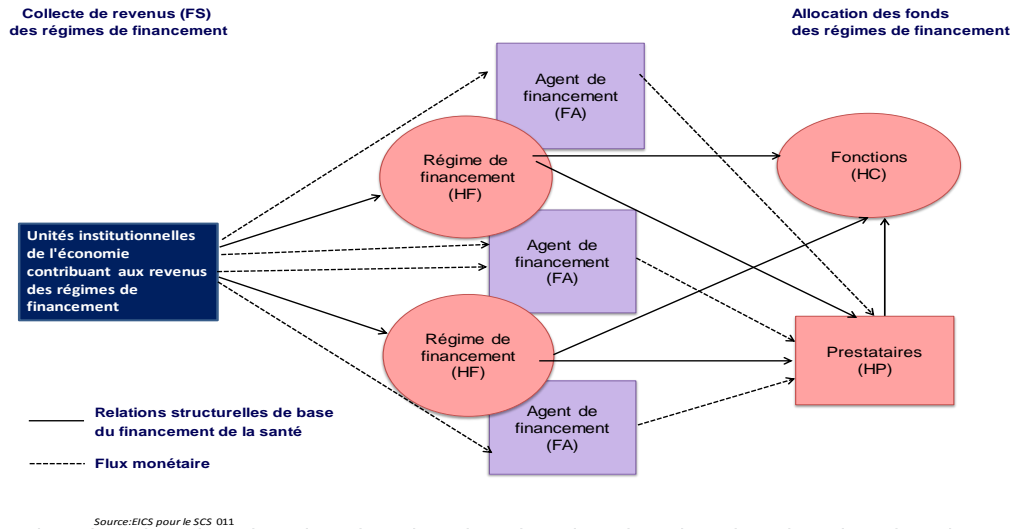 Collecte de revenus (FS)
des régimes de financement
Allocation des fonds
des régimes de financement
Agent de
financement
(FA)
Régime de
financement
(HF)
Fonctions
(HC)
Unités institutionnelles
de l'économie
contribuant aux revenus
des régimes de
financement
Agent de
financement
(FA)
Régime de
financement
(HF)
Prestataires
(HP)
Agent de
financement
(FA)
Relations structurelles de base
du financement de la santé
Flux monétaire
Source:EICS pour le SCS 011